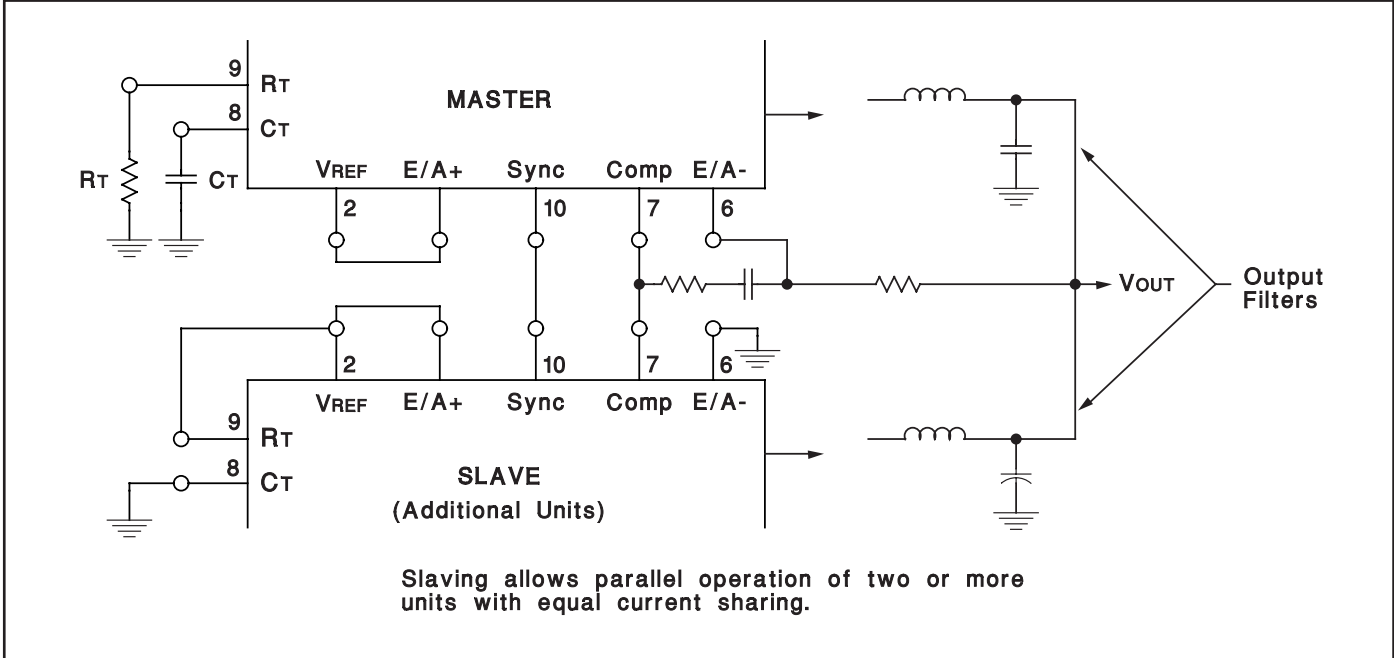 9 RT
MASTER
8 CT
RT CT
VREF E/A+ Sync Comp E/A-
2 10 7 6
VOUT
Output
Filters
2 10 7 6
VREF E/A+ Sync Comp E/A-
9 RT
8 CT
SLAVE
(Additional Units)
Slaving allows parallel operation of two or more
units with equal current sharing.